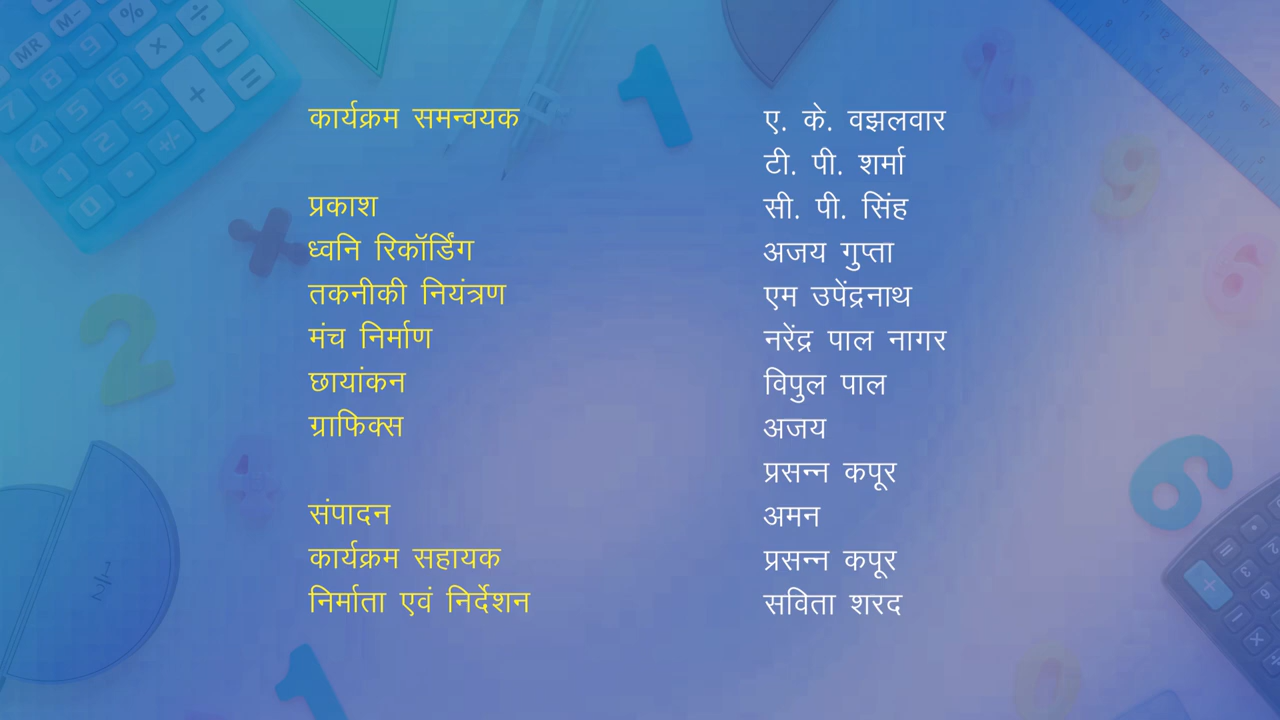 कार्यक्रम समन्वयक ए. के. वझलवार
टी. पी. शर्मा
प्रकाश सी. पी. सिंह
ध्वनि रिकॉर्डिंग अजय गुप्ता
तकनीकी नियंत्रण एम उपेंद्रनाथ
मंच निर्माण नरेंद्र पाल नागर
छायांकन विपुल पाल
ग्राफिक्स अजय
प्रसन्न कपूर
संपादन अमन
कार्यक्रम सहायक प्रसन्न कपूर
निर्माता एवं निर्देशन सविता शरद